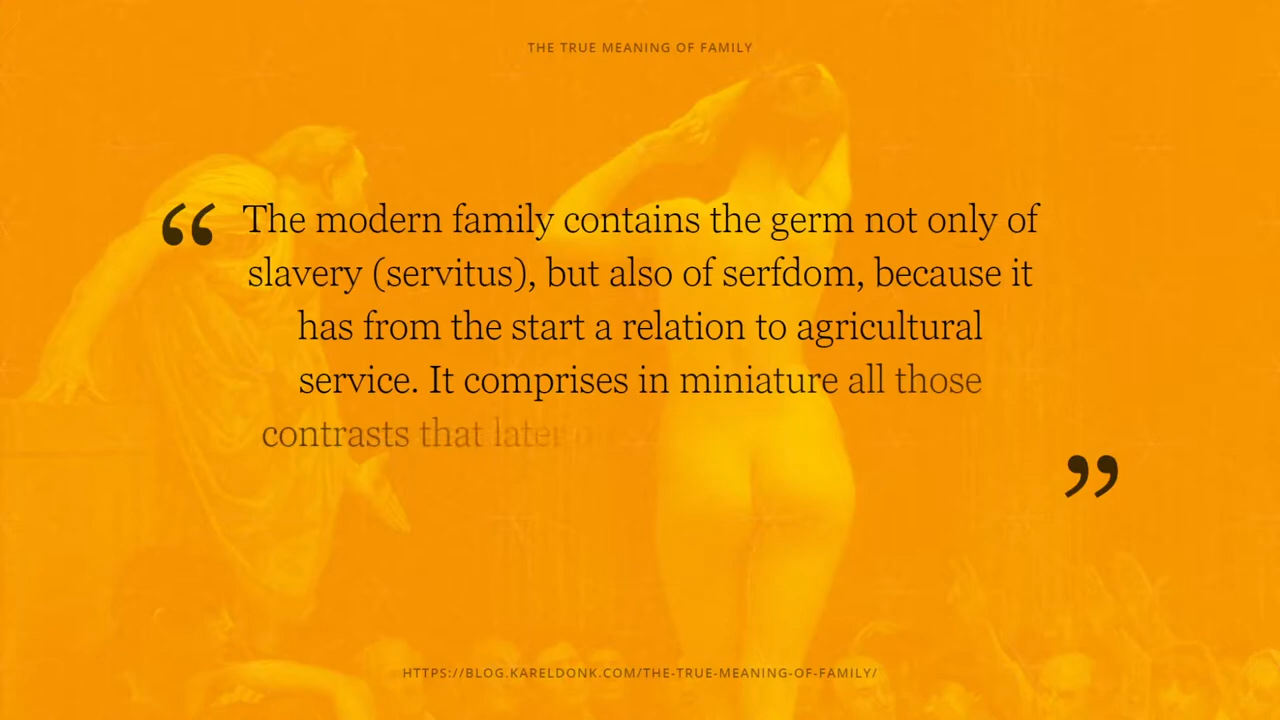 THE TRUE MEANING OF FAMILY
“ The modern family contains the germ not only of
slavery (servitus), but also of serfdom, because it
has from the start a relation to agricultural
service. It comprises in miniature all those
contrasts that later
”
HTTPS://BLOG.KARELDONK.COM/THE-TRUE-MEANING-OF-FAMILY/